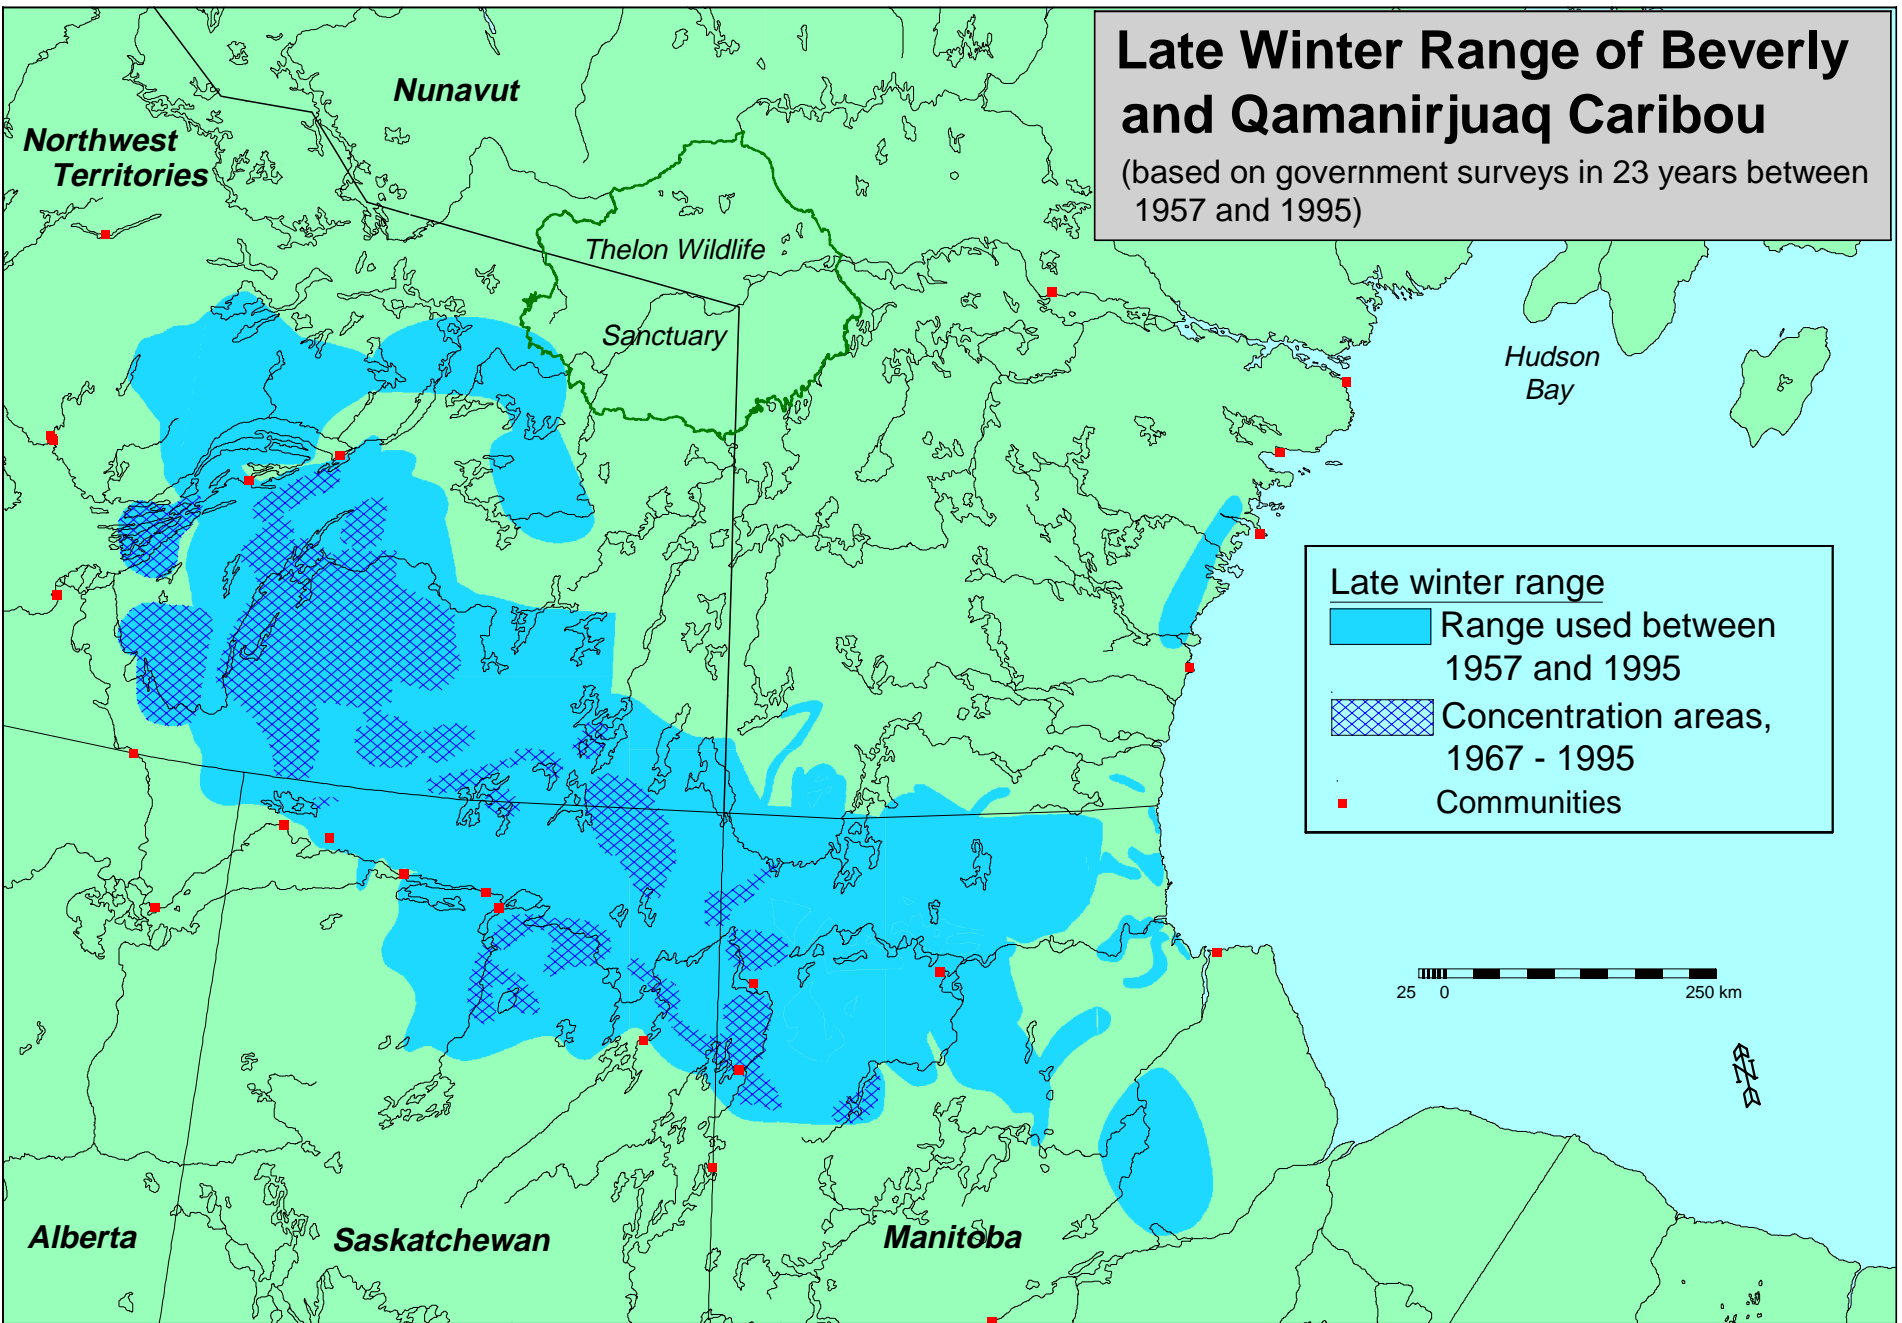 Late Winter Range of Beverly
and Qamanirjuaq Caribou
(based on government surveys in 23 years between
1957 and 1995)
Nunavut
Northwest
Territories
Thelon Wildlife
Sanctuary
Hudson
Bay
Late winter range
Range used between
1957 and 1995
Concentration areas,
1967 - 1995
Communities
25 0 250 km
N
Alberta
Saskatchewan
Manitoba